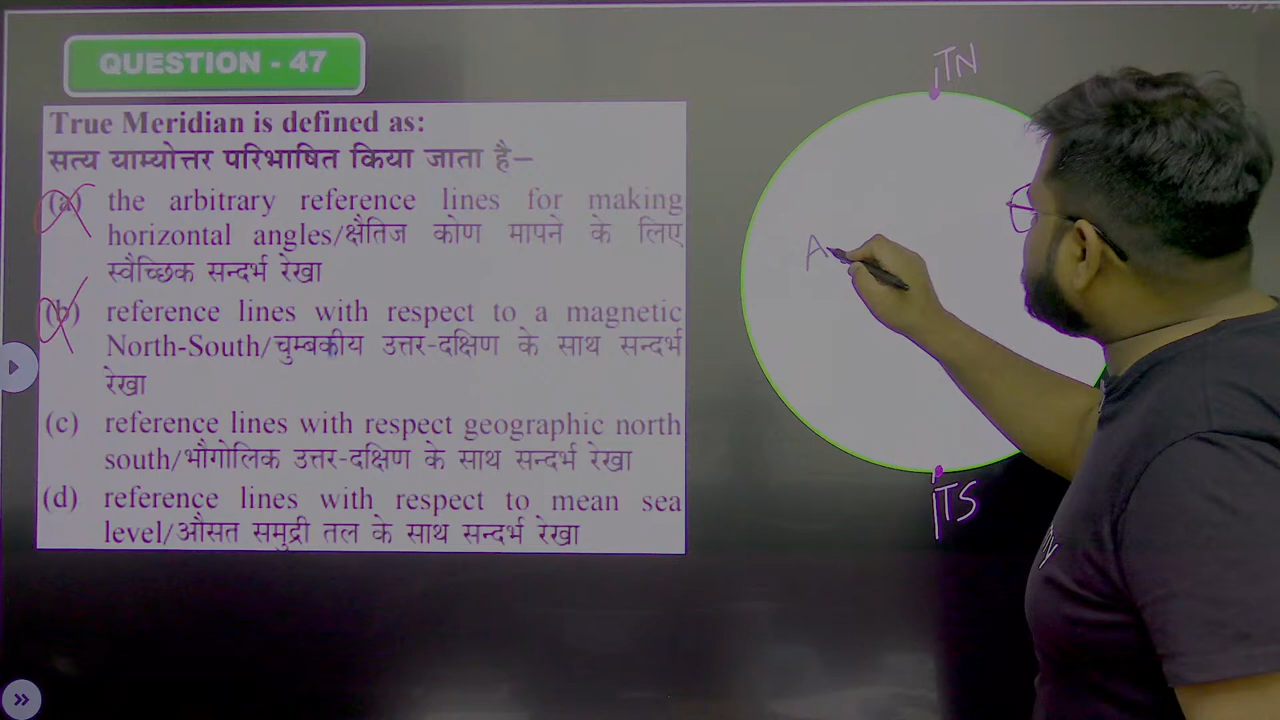 QUESTION - 47
True Meridian is defined as:
सत्य याम्योत्तर परिभाषित किया जाता है–
(a) the arbitrary reference lines for making
horizontal angles/क्षैतिज कोण मापने के लिए
स्वैच्छिक सन्दर्भ रेखा
(b) reference lines with respect to a magnetic
North-South/चुम्बकीय उत्तर-दक्षिण के साथ सन्दर्भ
रेखा
(c) reference lines with respect geographic north
south/भौगोलिक उत्तर-दक्षिण के साथ सन्दर्भ रेखा
(d) reference lines with respect to mean sea
level/औसत समुद्री तल के साथ सन्दर्भ रेखा
TN
A
TS